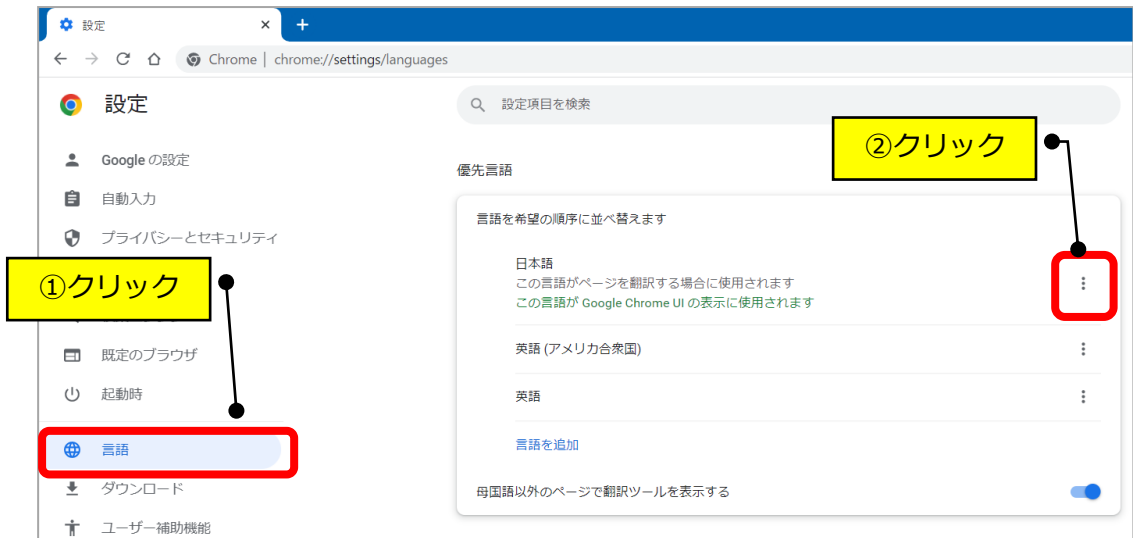 設定
Chrome | chrome://settings/languages
設定
設定項目を検索
②クリック
Google の設定
優先言語
自動入力
言語を希望の順序に並べ替えます
プライバシーとセキュリティ
日本語
①クリック
この言語がページを翻訳する場合に使用されます
この言語が Google Chrome UI の表示に使用されます
既定のブラウザ
英語 (アメリカ合衆国)
起動時
英語
言語
言語を追加
ダウンロード
母国語以外のページで翻訳ツールを表示する
ユーザー補助機能